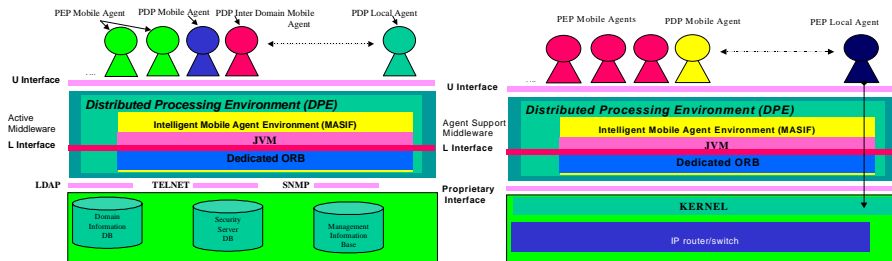 PEP Mobile Agent
PDP Mobile
Agent
PDP Inter Domain Mobile
Agent
PDP Local Agent
....
U Interface
Distributed Processing Environment (DPE)
Active
Middleware
Intelligent Mobile Agent Environment (MASIF)
JVM
L Interface
Dedicated ORB
LDAP
TELNET
SNMP
Domain
Information
DB
Security
Server
DB
Management
Information
Base
PEP Mobile Agents
PDP Mobile Agent
PEP Local Agent
....
U Interface
Distributed Processing Environment (DPE)
Agent Support
Middleware
Intelligent Mobile Agent Environment (MASIF)
JVM
L Interface
Dedicated ORB
Proprietary
Interface
KERNEL
IP router/switch